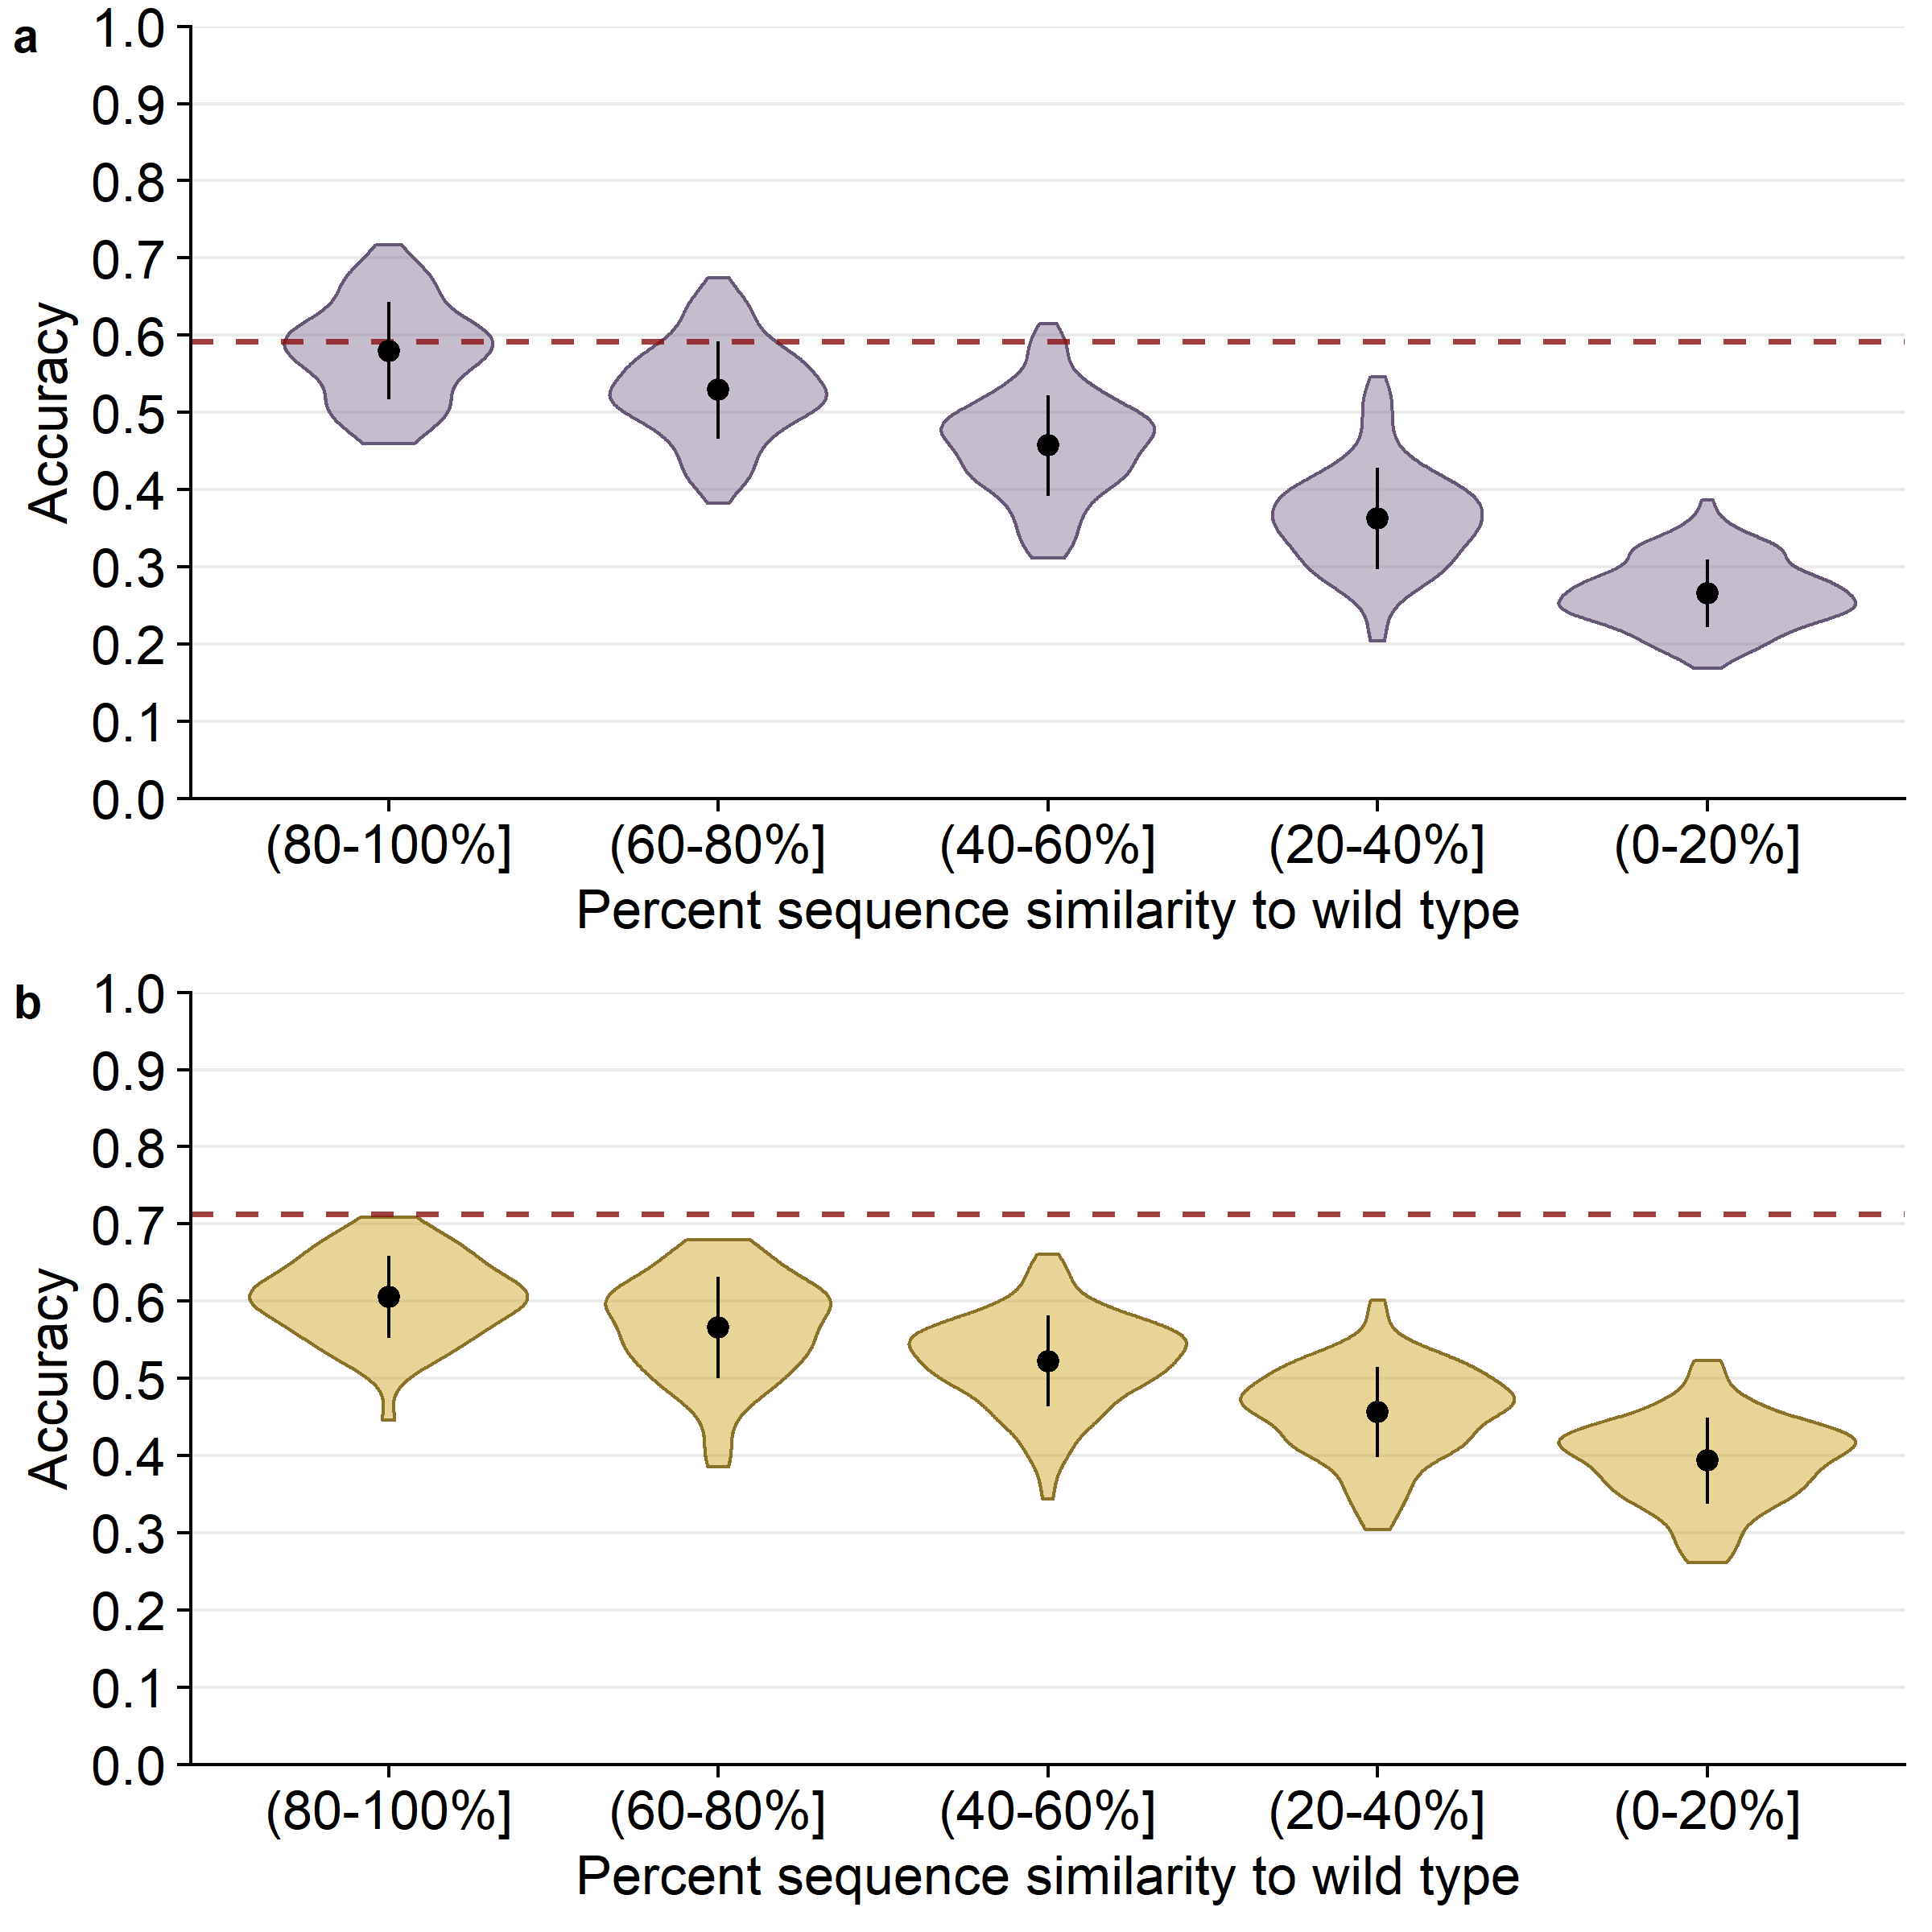 a
1.0
0.9
0.8
0.7
0.6
0.5
0.4
0.3
0.2
0.1
0.0
Accuracy
(80-100%] (60-80%] (40-60%] (20-40%] (0-20%]
Percent sequence similarity to wild type
b
1.0
0.9
0.8
0.7
0.6
0.5
0.4
0.3
0.2
0.1
0.0
Accuracy
(80-100%] (60-80%] (40-60%] (20-40%] (0-20%]
Percent sequence similarity to wild type